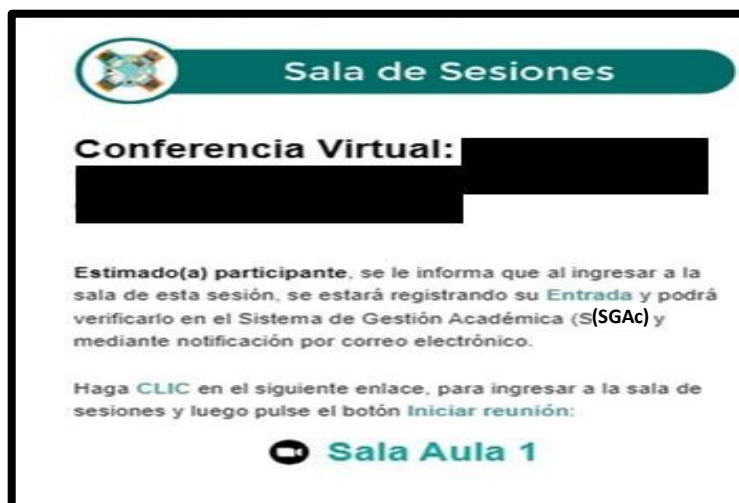 Sala de Sesiones
Conferencia Virtual:
Estimado(a) participante, se le informa que al ingresar a la
sala de esta sesión, se estará registrando su Entrada y podrá
verificarlo en el Sistema de Gestión Académica (S(SGAc) y
mediante notificación por correo electrónico.
Haga CLIC en el siguiente enlace, para ingresar a la sala de
sesiones y luego pulse el botón Iniciar reunión:
Sala Aula 1